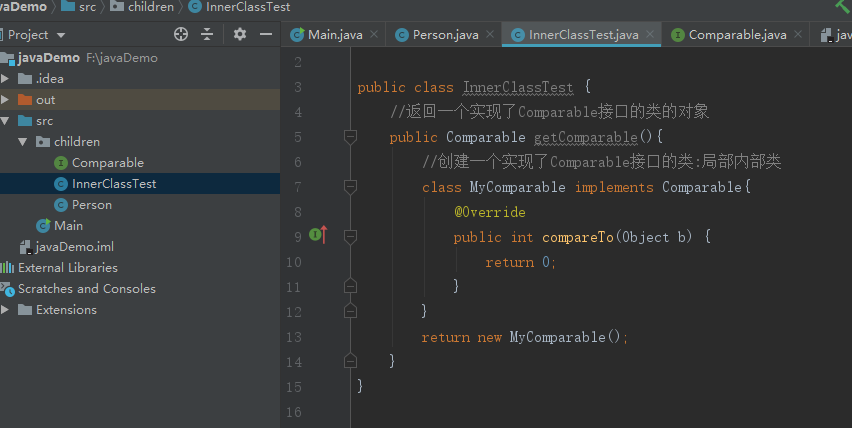 javaDemo
src
children
InnerClassTest
Project
Main.java
Person.java
InnerClassTest.java
Comparable.java
jav
javaDemo F:\javaDemo
.idea
out
src
children
Comparable
InnerClassTest
Person
Main
javaDemo.iml
External Libraries
Scratches and Consoles
Extensions
2
3 public class InnerClassTest {
4 //返回一个实现了Comparable接口的类的对象
5 public Comparable getComparable(){
6 //创建一个实现了Comparable接口的类:局部内部类
7 class MyComparable implements Comparable{
8 @Override
9 public int compareTo(Object b) {
10 return 0;
11 }
12 }
13 return new MyComparable();
14 }
15 }
16